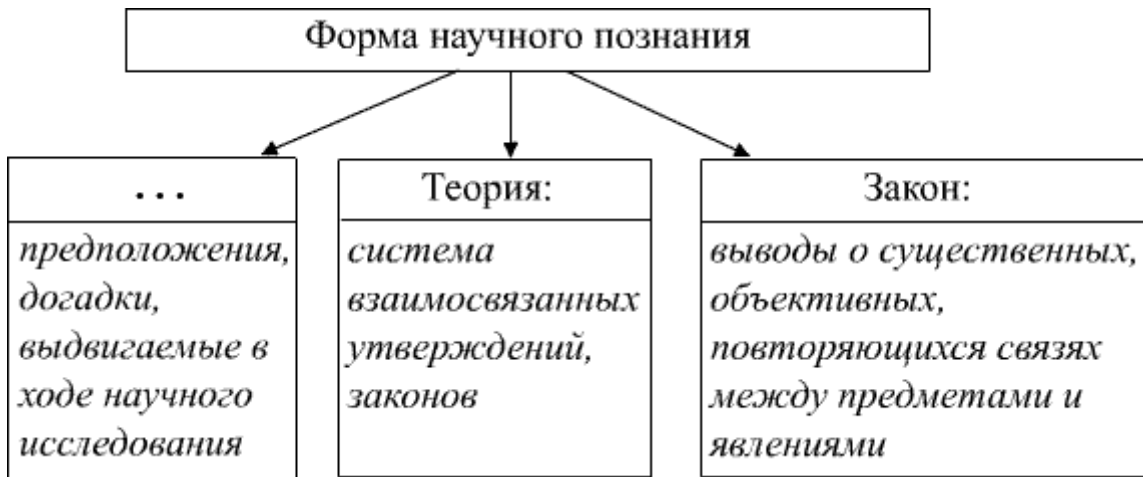 Форма научного познания
. . .
предположения,
догадки,
выдвигаемые в
ходе научного
исследования
Теория:
система
взаимосвязанных
утверждений,
законов
Закон:
выводы о существенных,
объективных,
повторяющихся связях
между предметами и
явлениями